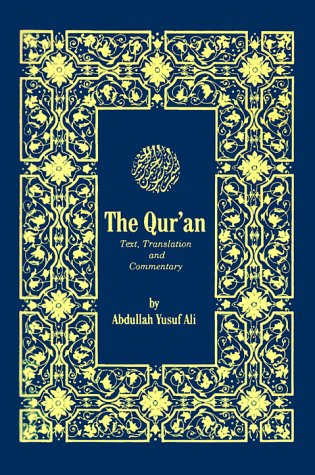 The Qur'an
Text, Translation
and
Commentary
by
Abdullah Yusuf Ali